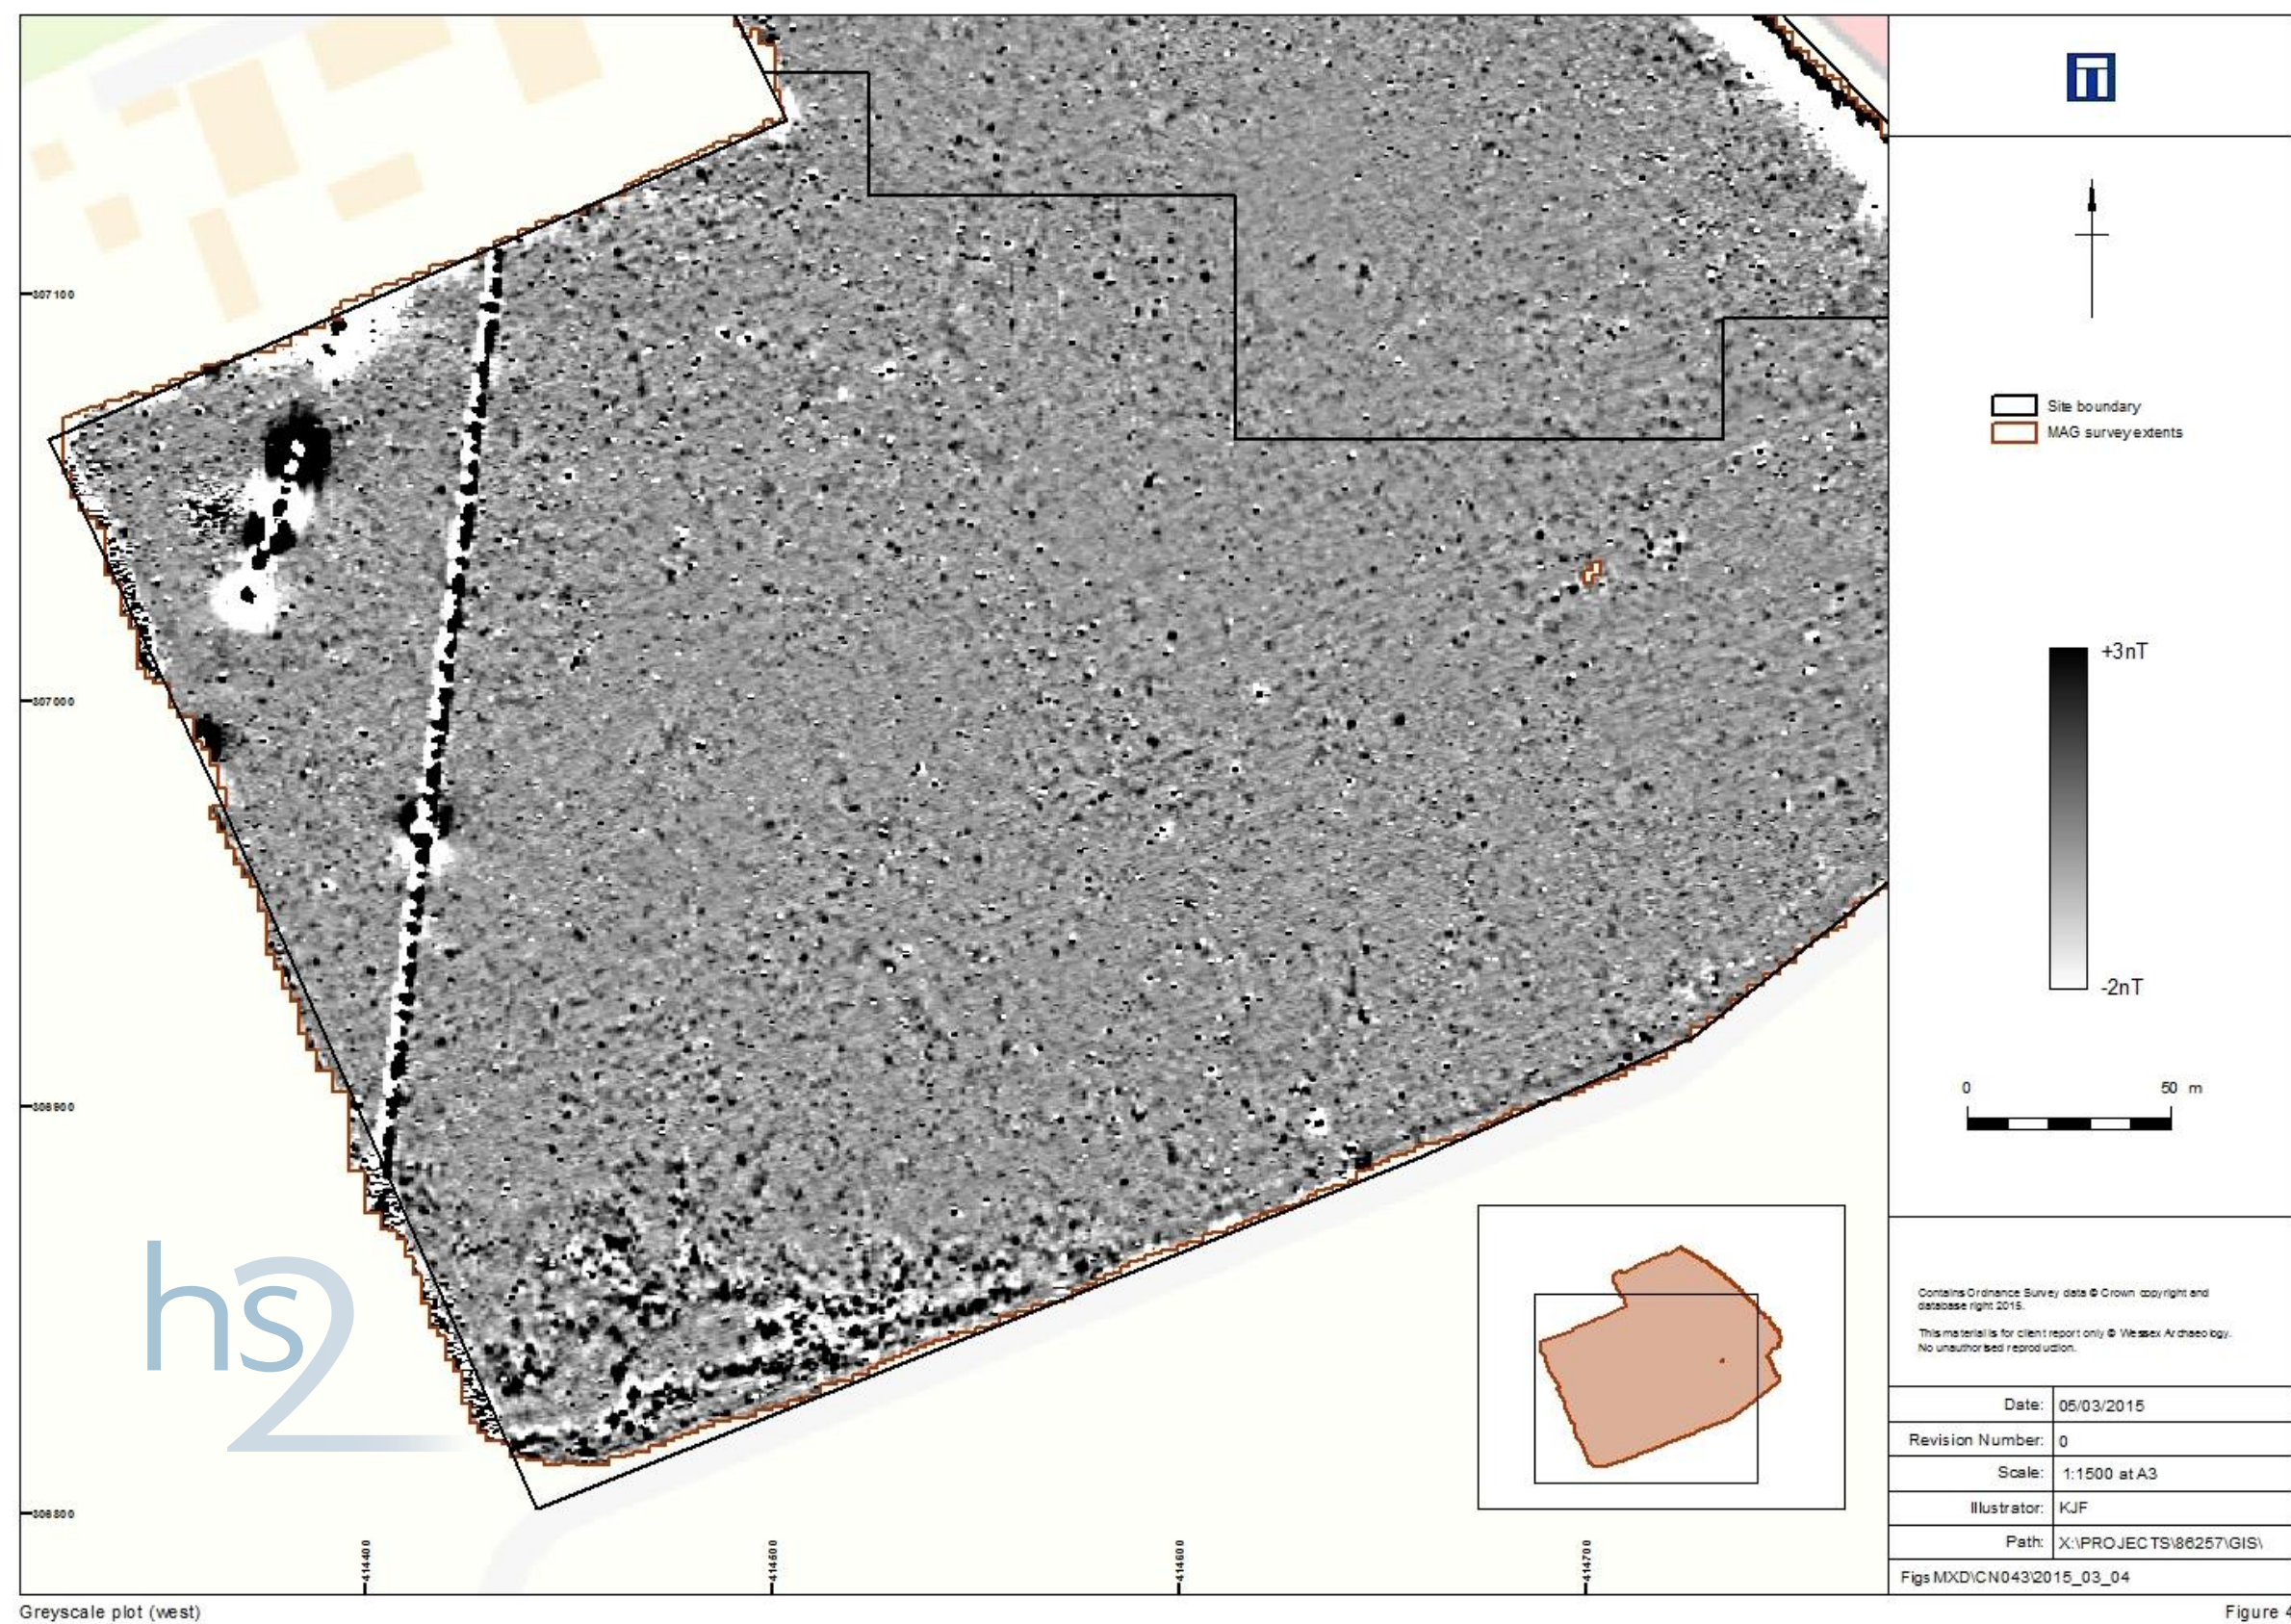 307100
307000
306900
306800
414400
414500
414600
414700
hs2
Site boundary
MAG survey extents
+3nT
-2nT
0 50 m
Contains Ordnance Survey data © Crown copyright and
database right 2015.
This material is for client report only © Wessex Archaeology.
No unauthorised reproduction.
Date: 05/03/2015
Revision Number: 0
Scale: 1:1500 at A3
Illustrator: KJF
Path: X:\PROJECTS\86257\GIS\
Figs MXD\CN043\2015_03_04
Greyscale plot (west)
Figure 4